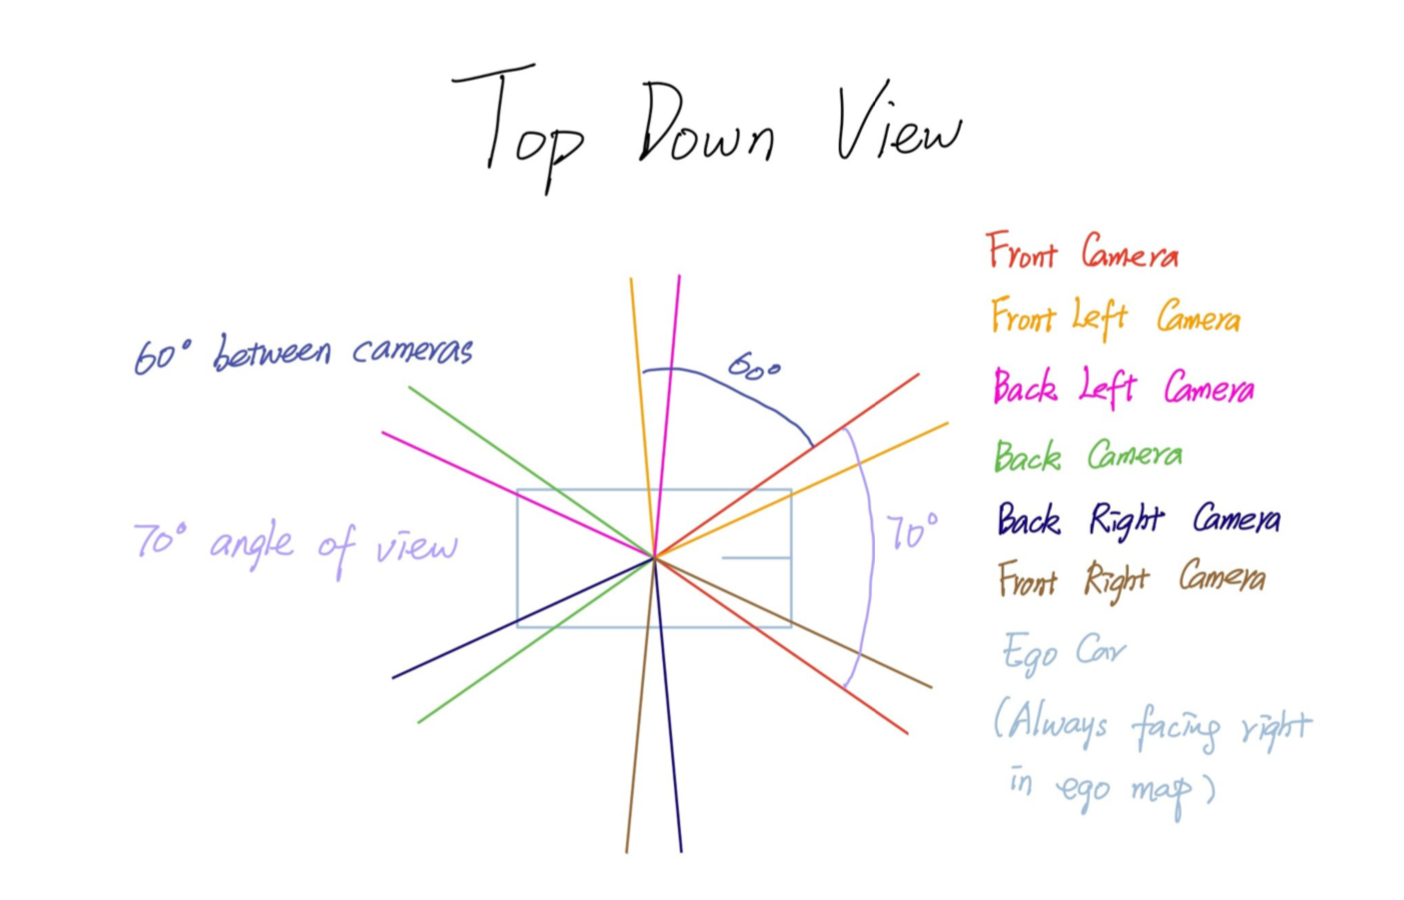 Top Down View
60° between cameras
70° angle of view
60°
70°
Front Camera
Front Left Camera
Back Left Camera
Back Camera
Back Right Camera
Front Right Camera
Ego Car
(Always facing right
in ego map)